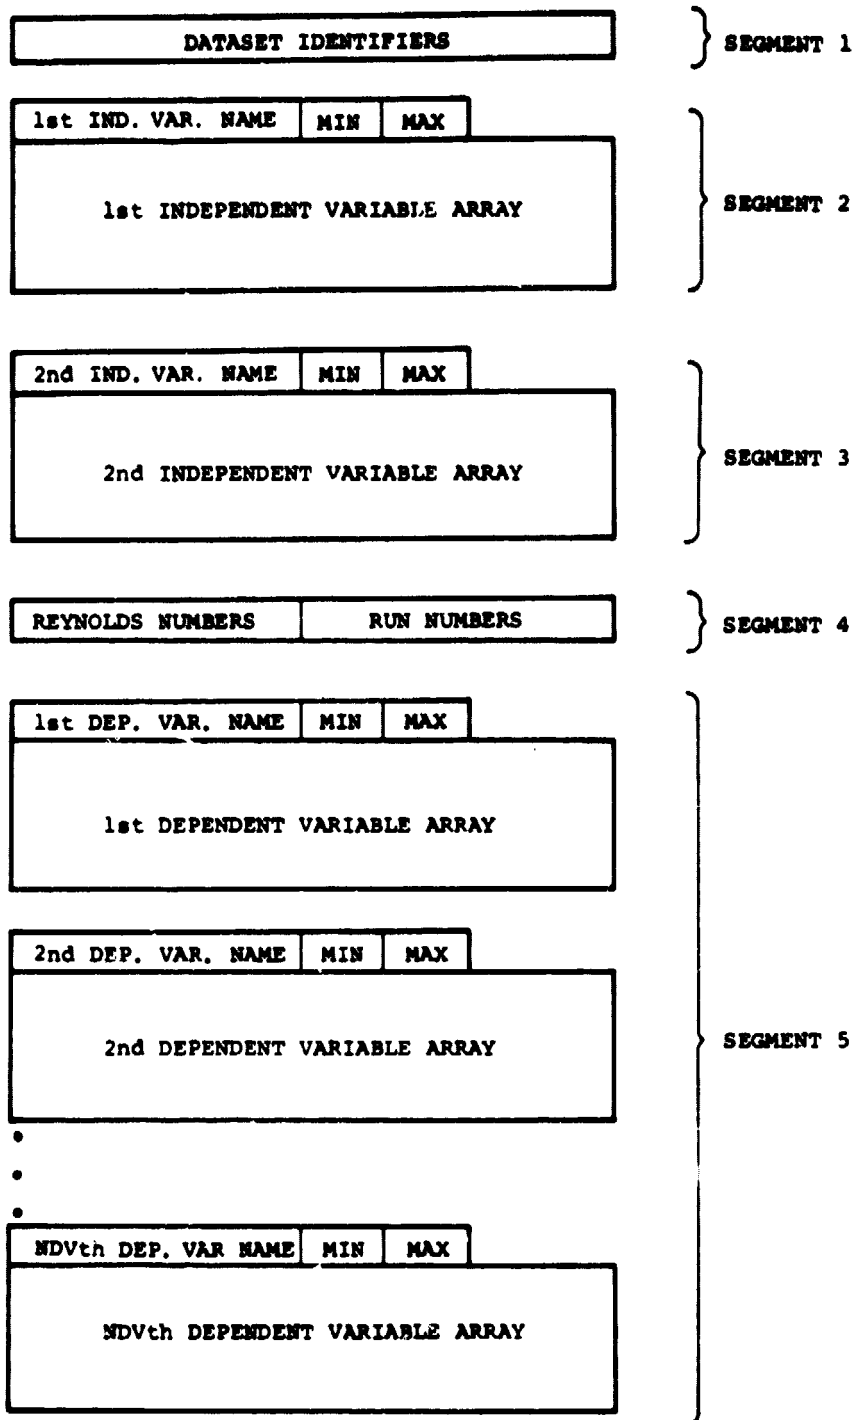 DATASET IDENTIFIERS
SEGMENT 1
1st IND. VAR. NAME MIN MAX
1st INDEPENDENT VARIABLE ARRAY
SEGMENT 2
2nd IND. VAR. NAME MIN MAX
2nd INDEPENDENT VARIABLE ARRAY
SEGMENT 3
REYNOLDS NUMBERS RUN NUMBERS
SEGMENT 4
1st DEP. VAR. NAME MIN MAX
1st DEPENDENT VARIABLE ARRAY
2nd DEP. VAR. NAME MIN MAX
2nd DEPENDENT VARIABLE ARRAY
SEGMENT 5
NDVth DEP. VAR NAME MIN MAX
NDVth DEPENDENT VARIABLE ARRAY